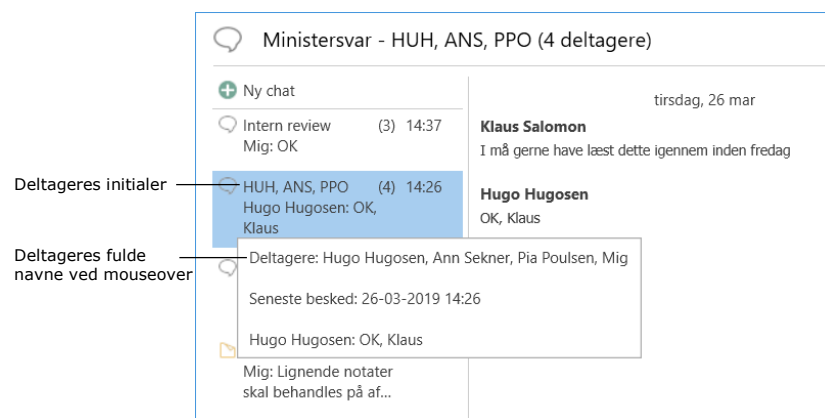 Ministersvar - HUH, ANS, PPO (4 deltagere)
Ny chat
Intern review (3) 14:37
Mig: OK
Deltageres initialer
HUH, ANS, PPO (4) 14:26
Hugo Hugosen: OK,
Klaus
Deltageres fulde
navne ved mouseover
Deltagere: Hugo Hugosen, Ann Sekner, Pia Poulsen, Mig
Seneste besked: 26-03-2019 14:26
Hugo Hugosen: OK, Klaus
Mig: Lignende notater
skal behandles på af...
tirsdag, 26 mar
Klaus Salomon
I må gerne have læst dette igennem inden fredag
Hugo Hugosen
OK, Klaus